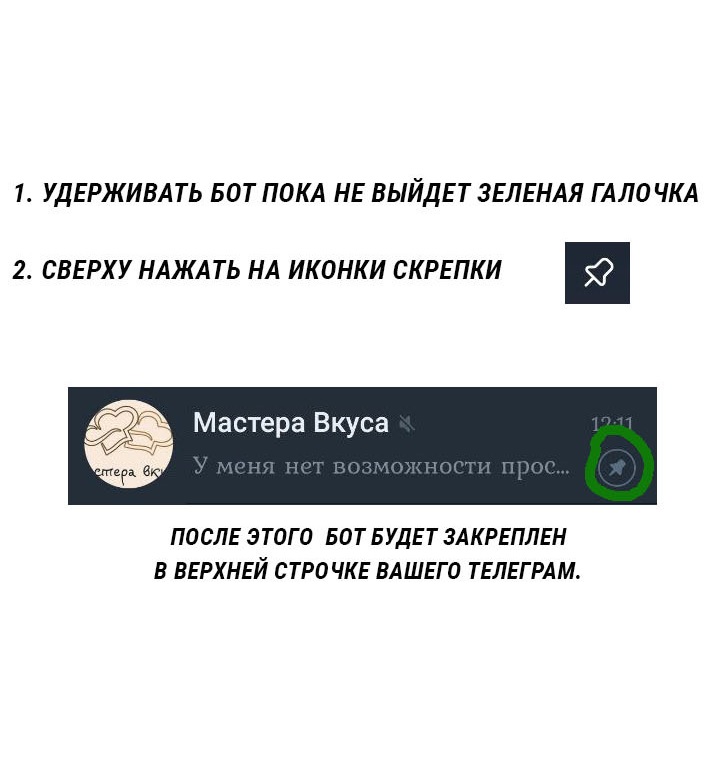 1. УДЕРЖИВАТЬ БОТ ПОКА НЕ ВЫЙДЕТ ЗЕЛЕНАЯ ГАЛОЧКА
2. СВЕРХУ НАЖАТЬ НА ИКОНКИ СКРЕПКИ
Мастера Вкуса 12:11
У меня нет возможности прос...
стера вку
ПОСЛЕ ЭТОГО БОТ БУДЕТ ЗАКРЕПЛЕН
В ВЕРХНЕЙ СТРОЧКЕ ВАШЕГО ТЕЛЕГРАМ.